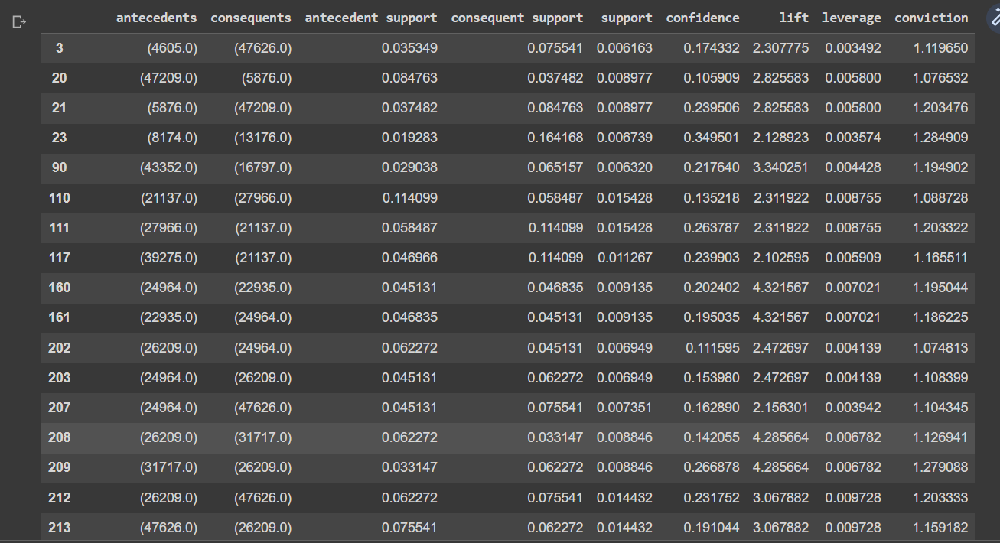 antecedents consequents antecedent support consequent support support confidence lift leverage conviction
3 (4605.0) (47626.0) 0.035349 0.075541 0.006163 0.174332 2.307775 0.003492 1.119650
20 (47209.0) (5876.0) 0.084763 0.037482 0.008977 0.105909 2.825583 0.005800 1.076532
21 (5876.0) (47209.0) 0.037482 0.084763 0.008977 0.239506 2.825583 0.005800 1.203476
23 (8174.0) (13176.0) 0.019283 0.164168 0.006739 0.349501 2.128923 0.003574 1.284909
90 (43352.0) (16797.0) 0.029038 0.065157 0.006320 0.217640 3.340251 0.004428 1.194902
110 (21137.0) (27966.0) 0.114099 0.058487 0.015428 0.135218 2.311922 0.008755 1.088728
111 (27966.0) (21137.0) 0.058487 0.114099 0.015428 0.263787 2.311922 0.008755 1.203322
117 (39275.0) (21137.0) 0.046966 0.114099 0.011267 0.239903 2.102595 0.005909 1.165511
160 (24964.0) (22935.0) 0.045131 0.046835 0.009135 0.202402 4.321567 0.007021 1.195044
161 (22935.0) (24964.0) 0.046835 0.045131 0.009135 0.195035 4.321567 0.007021 1.186225
202 (26209.0) (24964.0) 0.062272 0.045131 0.006949 0.111595 2.472697 0.004139 1.074813
203 (24964.0) (26209.0) 0.045131 0.062272 0.006949 0.153980 2.472697 0.004139 1.108399
207 (24964.0) (47626.0) 0.045131 0.075541 0.007351 0.162890 2.156301 0.003942 1.104345
208 (26209.0) (31717.0) 0.062272 0.033147 0.008846 0.142055 4.285664 0.006782 1.126941
209 (31717.0) (26209.0) 0.033147 0.062272 0.008846 0.266878 4.285664 0.006782 1.279088
212 (26209.0) (47626.0) 0.062272 0.075541 0.014432 0.231752 3.067882 0.009728 1.203333
213 (47626.0) (26209.0) 0.075541 0.062272 0.014432 0.191044 3.067882 0.009728 1.159182